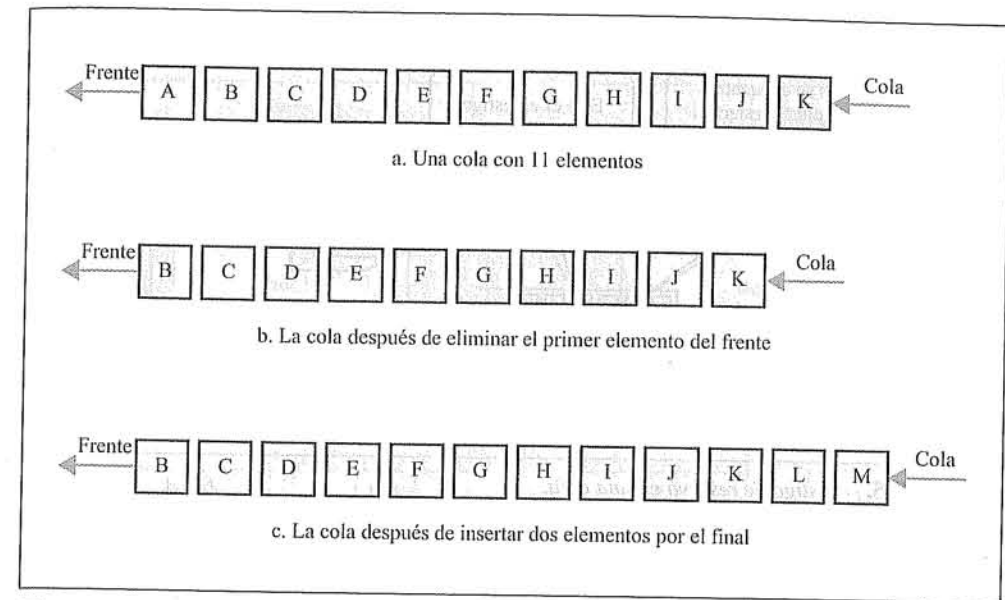 Frente A B C D E F G H I J K Cola
a. Una cola con 11 elementos
Frente B C D E F G H I J K Cola
b. La cola después de eliminar el primer elemento del frente
Frente B C D E F G H I J K L M Cola
c. La cola después de insertar dos elementos por el final